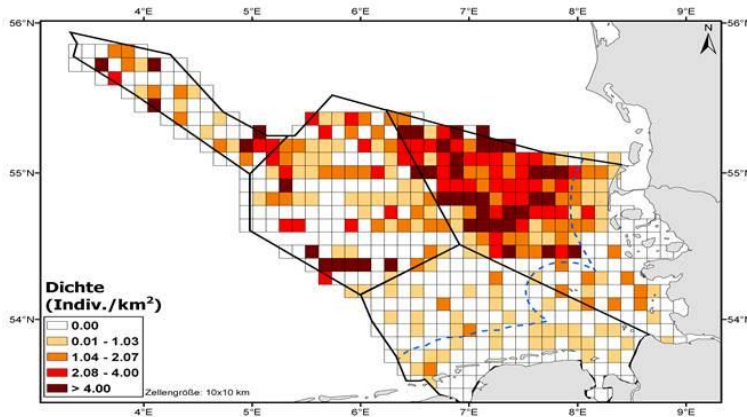 4°E 5°E 6°E 7°E 8°E 9°E
56°N 56°N
N
55°N 55°N
54°N 54°N
Dichte
(Indiv./km²)
0.00
0.01 - 1.03
1.04 - 2.07
2.08 - 4.00
> 4.00
Zellengröße: 10x10 km
4°E 5°E 6°E 7°E 8°E 9°E